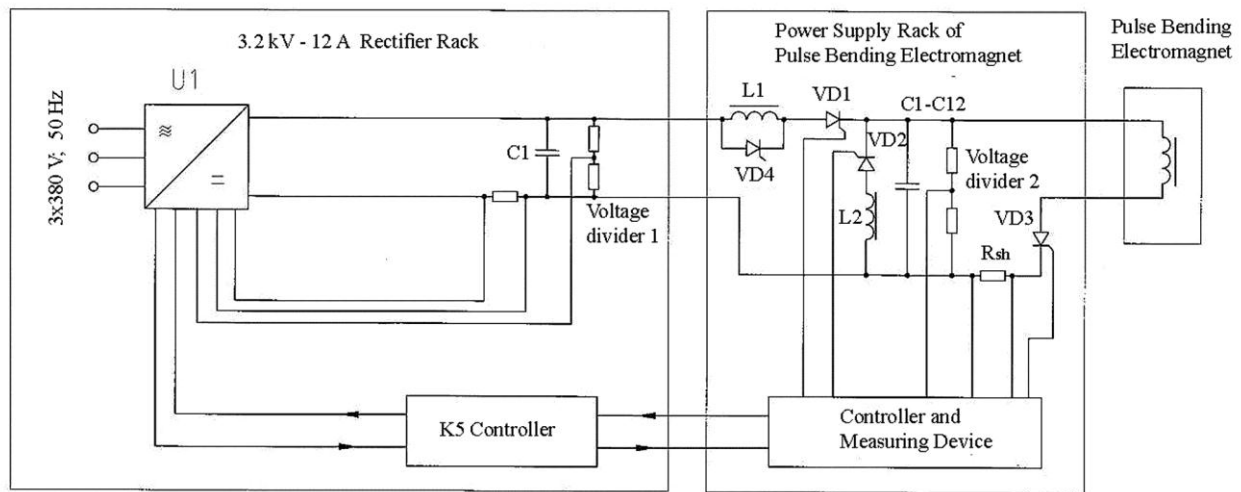 3.2 kV - 12 A Rectifier Rack
U1
3x380 V; 50 Hz
C1
Voltage
divider 1
K5 Controller
Power Supply Rack of
Pulse Bending Electromagnet
L1
VD1
C1-C12
VD4
VD2
L2
Voltage
divider 2
VD3
Rsh
Controller and
Measuring Device
Pulse Bending
Electromagnet